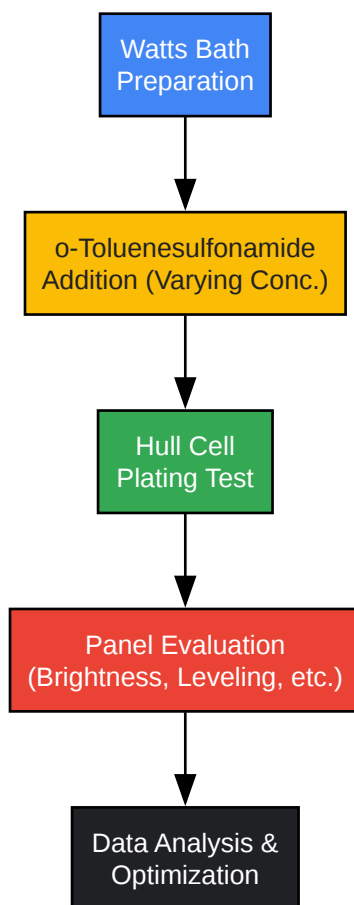 Watts Bath
Preparation
o-Toluenesulfonamide
Addition (Varying Conc.)
Hull Cell
Plating Test
Panel Evaluation
(Brightness, Leveling, etc.)
Data Analysis &
Optimization